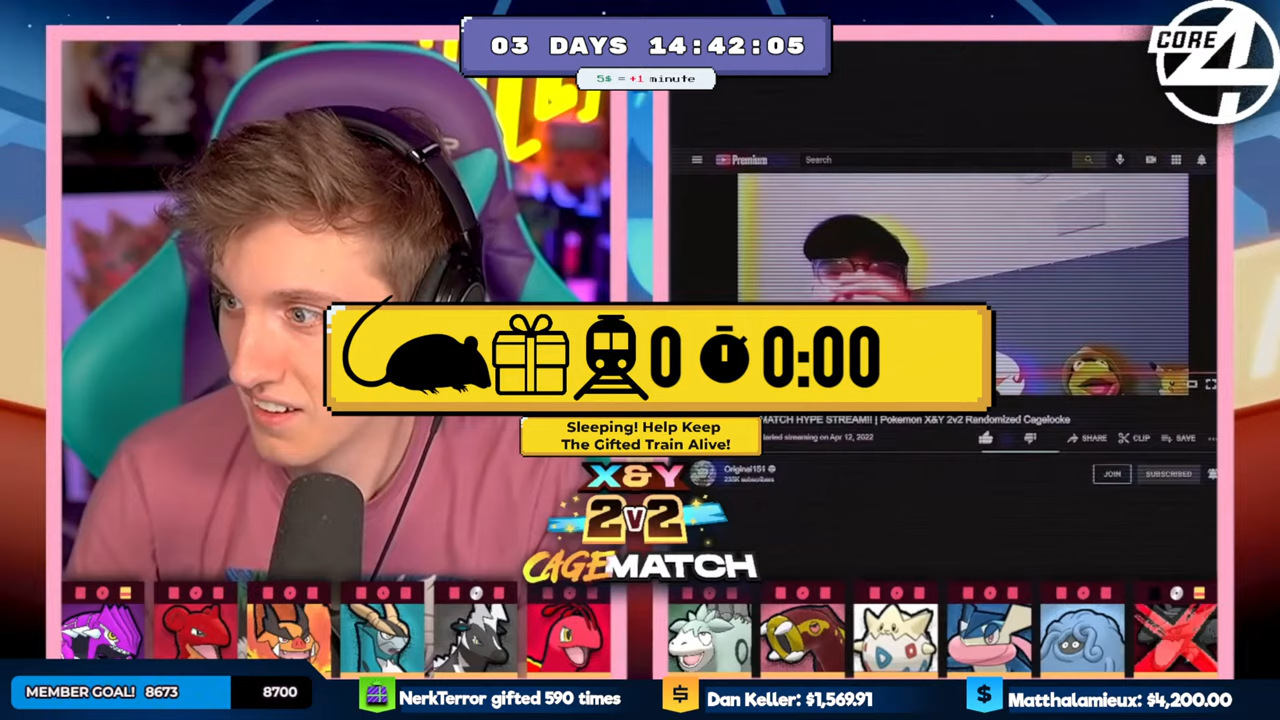 03 DAYS 14:42:05
5$ = +1 minute
CORE
4
Premium
Search
0 0:00
MATCH HYPE STREAM!! | Pokemon X&Y 2v2 Randomized Cagelocke
started streaming on Apr 12, 2022
SHARE
CLIP
SAVE
Sleeping! Help Keep
The Gifted Train Alive!
Original151
subscribers
JOIN
SUBSCRIBED
X&Y
2v2
CAGEMATCH
MEMBER GOAL! 8673
8700
NerkTerror gifted 590 times
Dan Keller: $1,569.91
Matthalamieux: $4,200.00